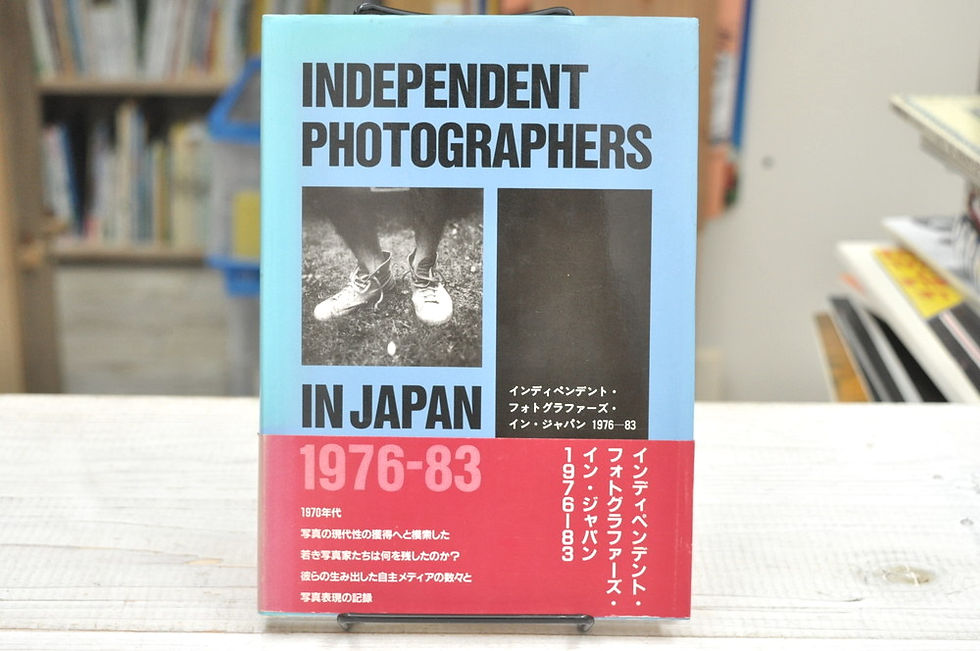 INDEPENDENT
PHOTOGRAPHERS
IN JAPAN
インディペンデント・
フォトグラファーズ・
イン・ジャパン 1976—83
1976-83
1970年代
写真の現代性の獲得へと模索した
若き写真家たちは何を残したのか?
彼らの生み出した自主メディアの数々と
写真表現の記録
インディペンデント・
フォトグラファーズ・
イン・ジャパン
1976—83